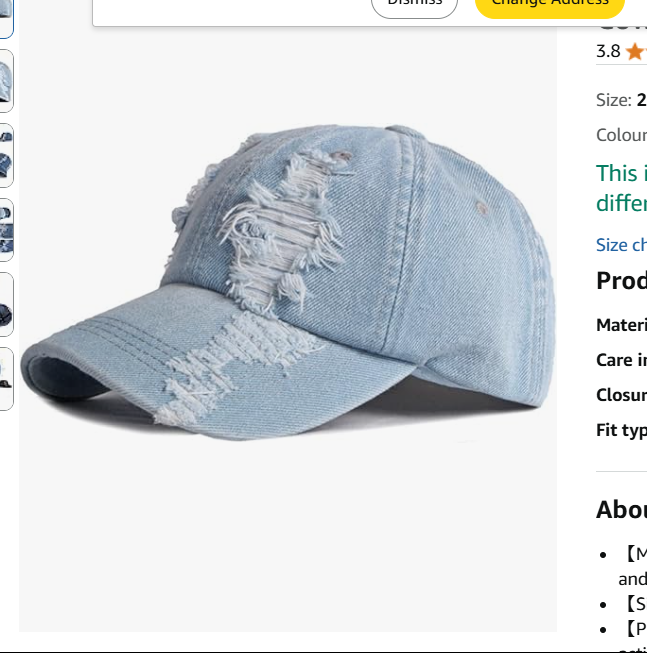 Dismiss
Change Address
3.8
Size: 2
Colour
This i
differ
Size ch
Prod
Materi
Care in
Closur
Fit typ
Abou
【M
and
【S
【P